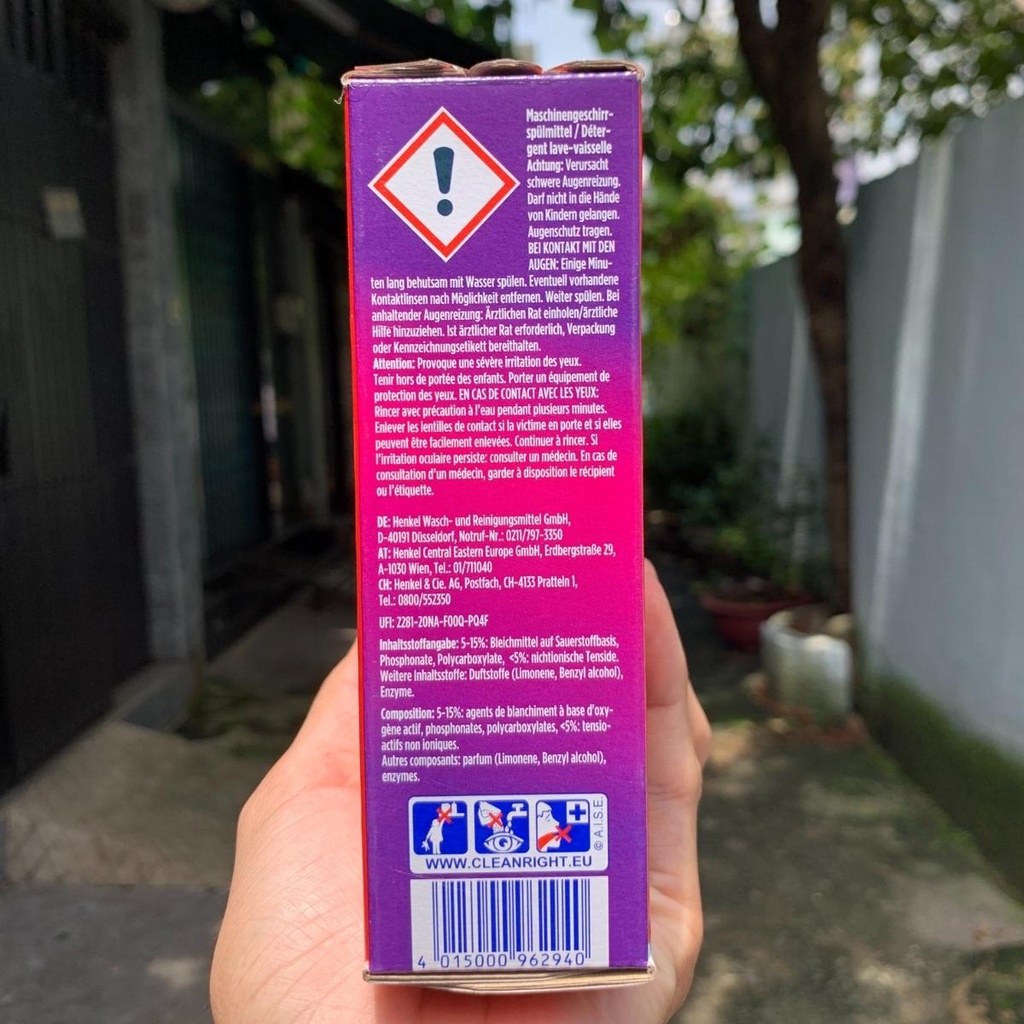 Maschinengeschirr-
spülmittel / Déter-
gent lave-vaisselle
Achtung: Verursacht
schwere Augenreizung.
Darf nicht in die Hände
von Kindern gelangen.
Augenschutz tragen.
BEI KONTAKT MIT DEN
AUGEN: Einige Minu-
ten lang behutsam mit Wasser spülen. Eventuell vorhandene
Kontaktlinsen nach Möglichkeit entfernen. Weiter spülen. Bei
anhaltender Augenreizung: Ärztlichen Rat einholen/ärztliche
Hilfe hinzuziehen. Ist ärztlicher Rat erforderlich, Verpackung
oder Kennzeichnungsetikett bereithalten.
Attention: Provoque une sévère irritation des yeux.
Tenir hors de portée des enfants. Porter un équipement de
protection des yeux. EN CAS DE CONTACT AVEC LES YEUX:
Rincer avec précaution à l'eau pendant plusieurs minutes.
Enlever les lentilles de contact si la victime en porte et si elles
peuvent être facilement enlevées. Continuer à rincer. Si
l'irritation oculaire persiste: consulter un médecin. En cas de
consultation d'un médecin, garder à disposition le récipient
ou l'étiquette.
DE: Henkel Wasch- und Reinigungsmittel GmbH,
D-40191 Düsseldorf, Notruf-Nr.: 0211/797-3350
AT: Henkel Central Eastern Europe GmbH, Erdbergstraße 29,
A-1030 Wien, Tel.: 01/711040
CH: Henkel & Cie. AG, Postfach, CH-4133 Pratteln 1,
Tel.: 0800/552350
UFI: 2281-20NA-F00Q-PQ4F
Inhaltsstoffangabe: 5-15%: Bleichmittel auf Sauerstoffbasis,
Phosphonate, Polycarboxylate, <5%: nichtionische Tenside.
Weitere Inhaltsstoffe: Duftstoffe (Limonene, Benzyl alcohol),
Enzyme.
Composition: 5-15%: agents de blanchiment à base d'oxy-
gène actif, phosphonates, polycarboxylates, <5%: tensio-
actifs non ioniques.
Autres composants: parfum (Limonene, Benzyl alcohol),
enzymes.
© A.I.S.E.
WWW.CLEANRIGHT.EU
4 015000 962940